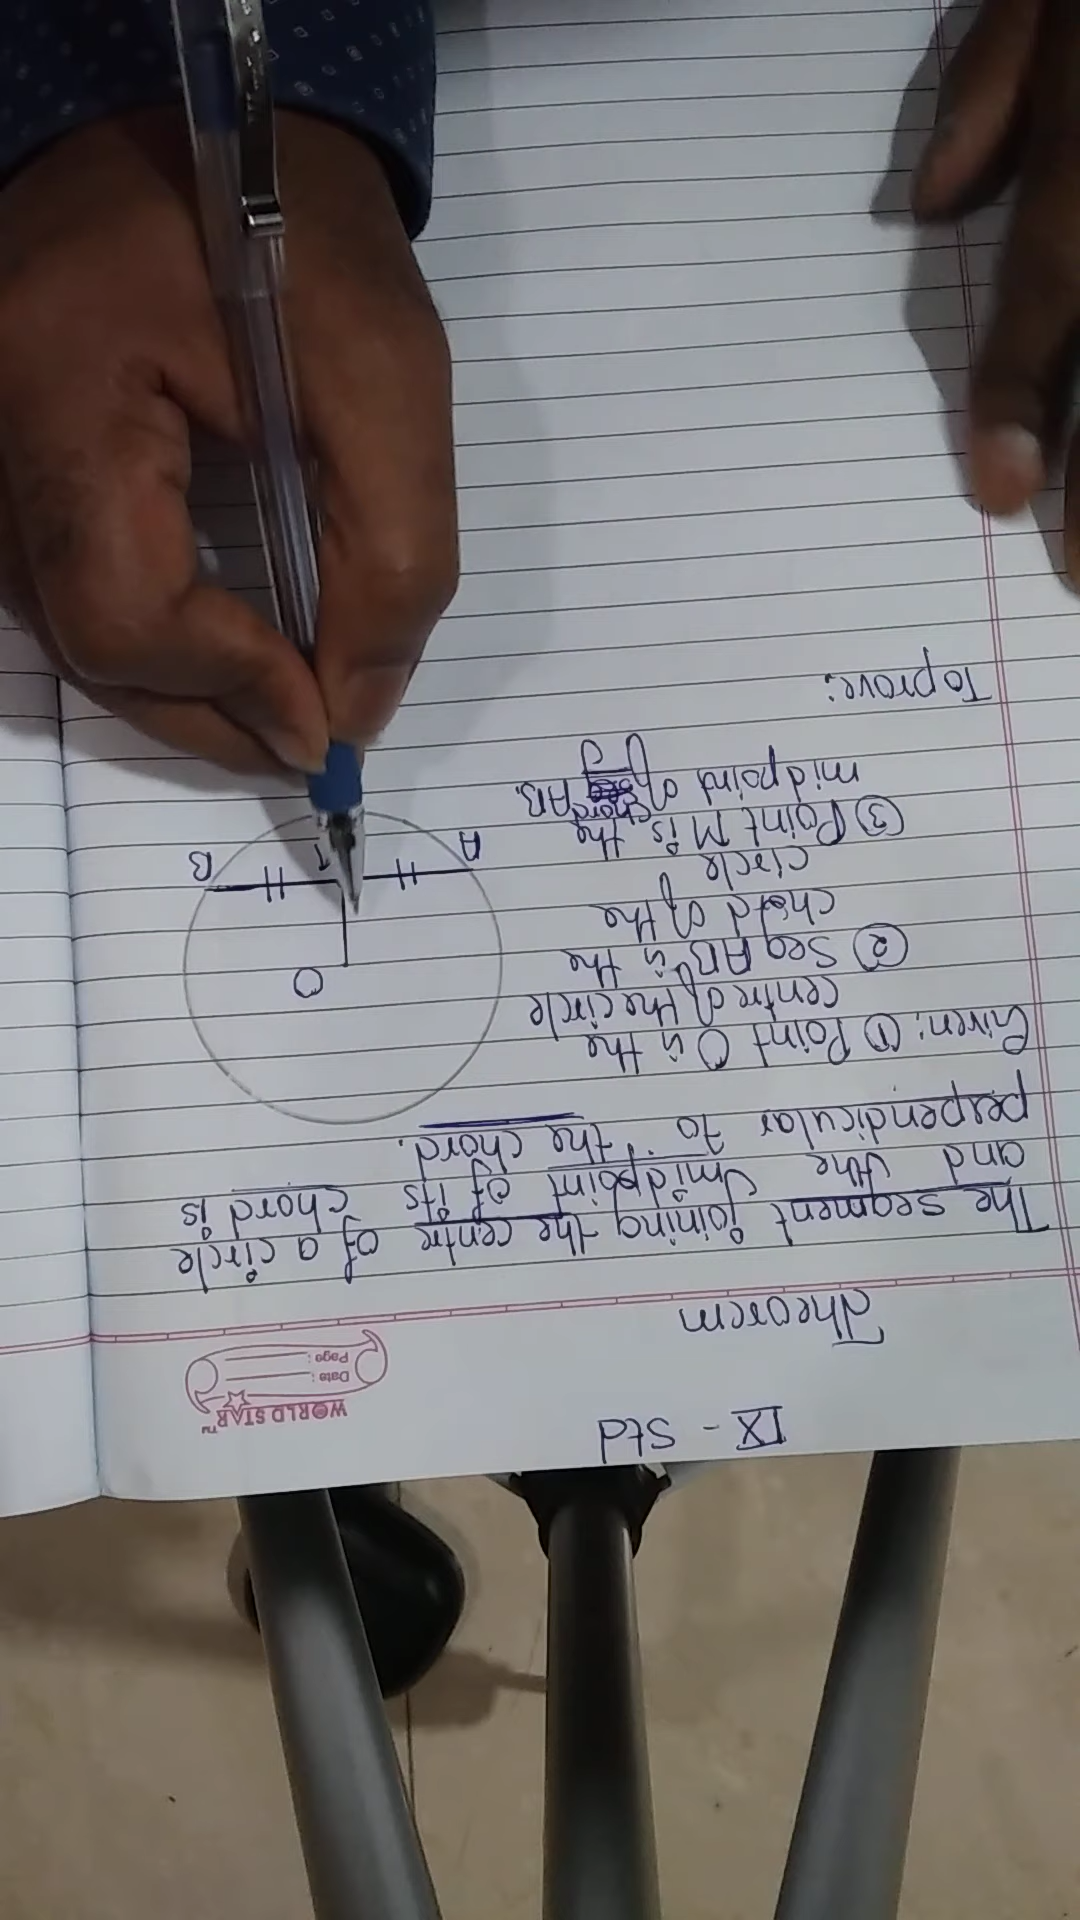 IX - Std
WORLD STAR™
Date :
Page :
Theorem
The segment joining the centre of a circle
and the midpoint of its chord is
perpendicular to the chord.
Given: ① Point O is the
centre of the circle
② Seg AB is the
chord of the
circle
③ Point M is the
midpoint of chord AB.
To prove:
O
A
B